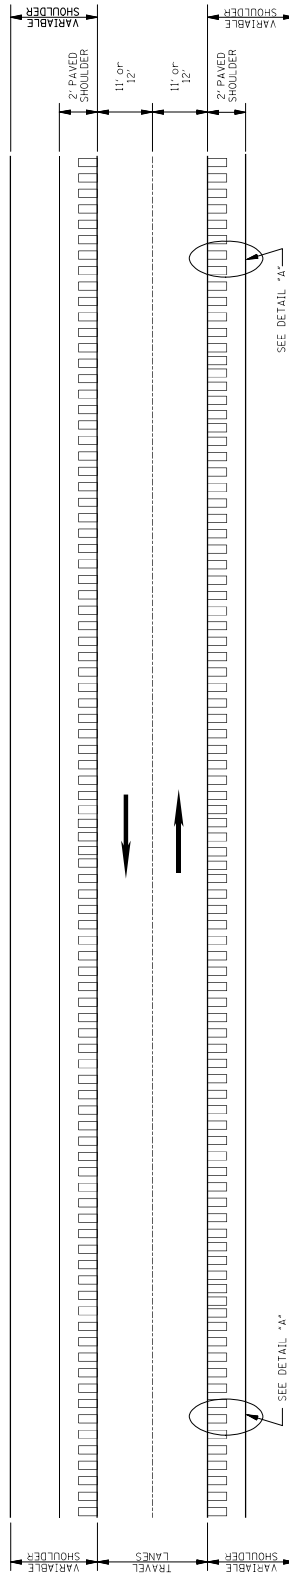 VARIABLE
SHOULDER
VARIABLE
SHOULDER
2' PAVED
SHOULDER
11' or
12'
11' or
12'
2' PAVED
SHOULDER
SEE DETAIL "A"
SEE DETAIL "A"
VARIABLE
SHOULDER
TRAVEL
LANES
VARIABLE
SHOULDER